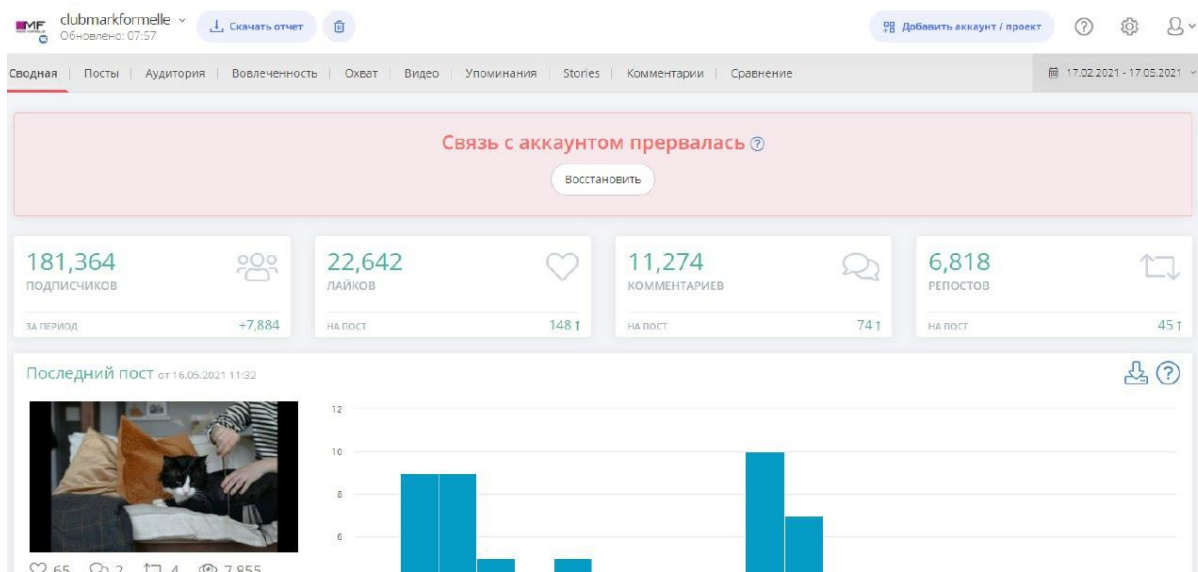 MF
clubmarkformelle
Обновлено: 07:57
Скачать отчет
Добавить аккаунт / проект
Сводная | Посты | Аудитория | Вовлеченность | Охват | Видео | Упоминания | Stories | Комментарии | Сравнение
17.02.2021 - 17.05.2021
Связь с аккаунтом прервалась ?
Восстановить
181,364
ПОДПИСЧИКОВ
ЗА ПЕРИОД +7,884
22,642
ЛАЙКОВ
НА ПОСТ 148 ↑
11,274
КОММЕНТАРИЕВ
НА ПОСТ 74 ↑
6,818
РЕПОСТОВ
НА ПОСТ 45 ↑
Последний пост от 16.05.2021 11:32
12
10
8
6
65 2 4 7,855